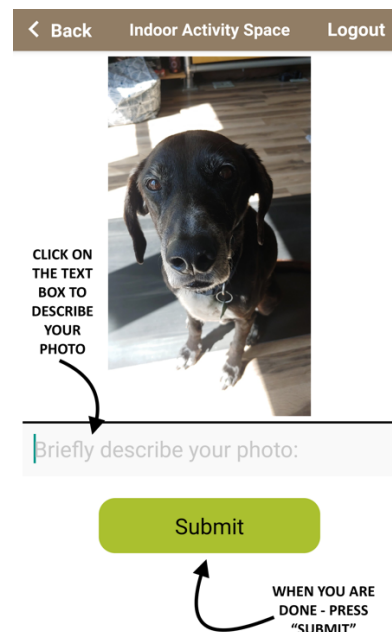 Back Indoor Activity Space Logout
CLICK ON
THE TEXT
BOX TO
DESCRIBE
YOUR
PHOTO
Briefly describe your photo:
Submit
WHEN YOU ARE
DONE - PRESS
"SUBMIT"